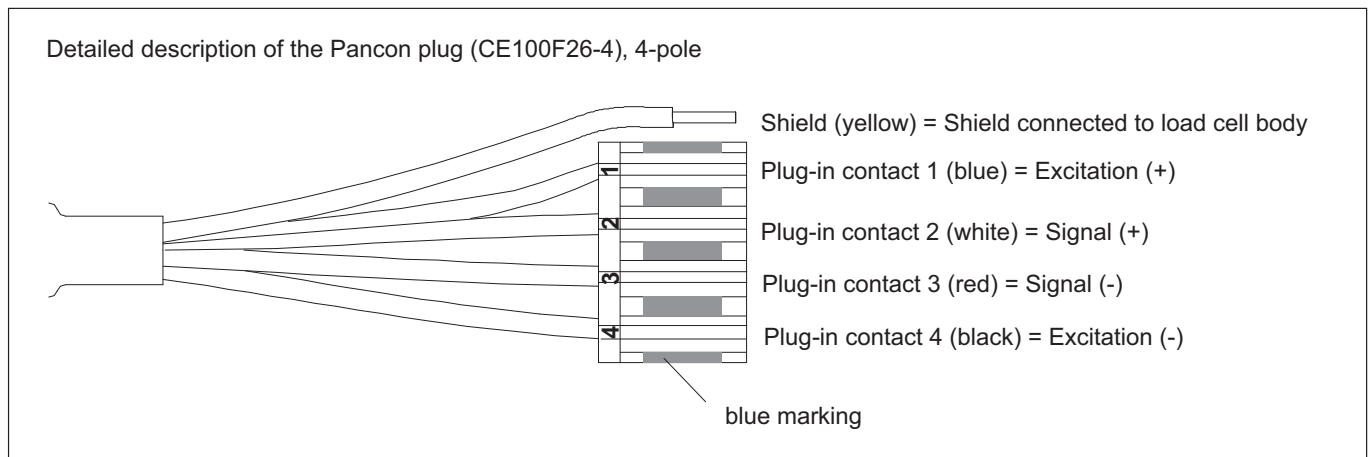 Detailed description of the Pancon plug (CE100F26-4), 4-pole
Shield (yellow) = Shield connected to load cell body
1
Plug-in contact 1 (blue) = Excitation (+)
2
Plug-in contact 2 (white) = Signal (+)
3
Plug-in contact 3 (red) = Signal (-)
4
Plug-in contact 4 (black) = Excitation (-)
blue marking